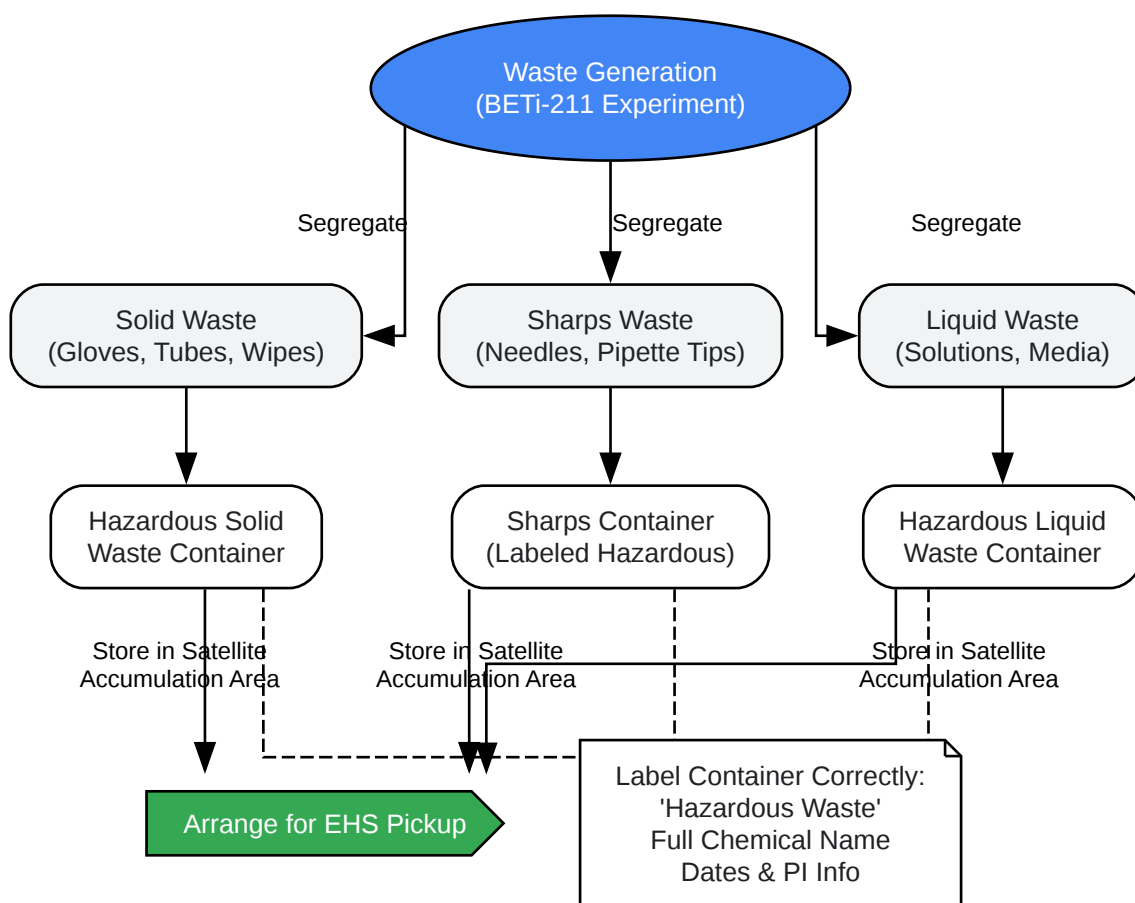 Waste Generation
(BETi-211 Experiment)
Segregate
Segregate
Segregate
Solid Waste
(Gloves, Tubes, Wipes)
Sharps Waste
(Needles, Pipette Tips)
Liquid Waste
(Solutions, Media)
Hazardous Solid
Waste Container
Sharps Container
(Labeled Hazardous)
Hazardous Liquid
Waste Container
Store in Satellite
Accumulation Area
Store in Satellite
Accumulation Area
Store in Satellite
Accumulation Area
Arrange for EHS Pickup
Label Container Correctly:
'Hazardous Waste'
Full Chemical Name
Dates & PI Info